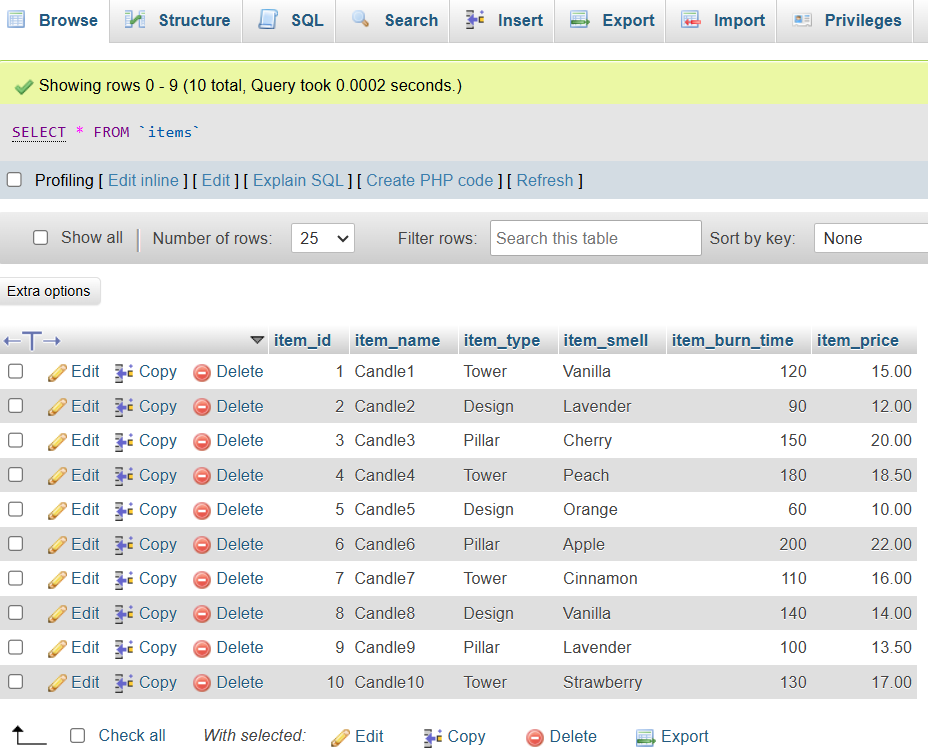 Browse Structure SQL Search Insert Export Import Privileges
Showing rows 0 - 9 (10 total, Query took 0.0002 seconds.)
SELECT * FROM `items`
Profiling [ Edit inline ] [ Edit ] [ Explain SQL ] [ Create PHP code ] [ Refresh ]
Show all Number of rows: 25 Filter rows: Search this table Sort by key: None
Extra options
item_id item_name item_type item_smell item_burn_time item_price
Edit Copy Delete 1 Candle1 Tower Vanilla 120 15.00
Edit Copy Delete 2 Candle2 Design Lavender 90 12.00
Edit Copy Delete 3 Candle3 Pillar Cherry 150 20.00
Edit Copy Delete 4 Candle4 Tower Peach 180 18.50
Edit Copy Delete 5 Candle5 Design Orange 60 10.00
Edit Copy Delete 6 Candle6 Pillar Apple 200 22.00
Edit Copy Delete 7 Candle7 Tower Cinnamon 110 16.00
Edit Copy Delete 8 Candle8 Design Vanilla 140 14.00
Edit Copy Delete 9 Candle9 Pillar Lavender 100 13.50
Edit Copy Delete 10 Candle10 Tower Strawberry 130 17.00
Check all With selected: Edit Copy Delete Export